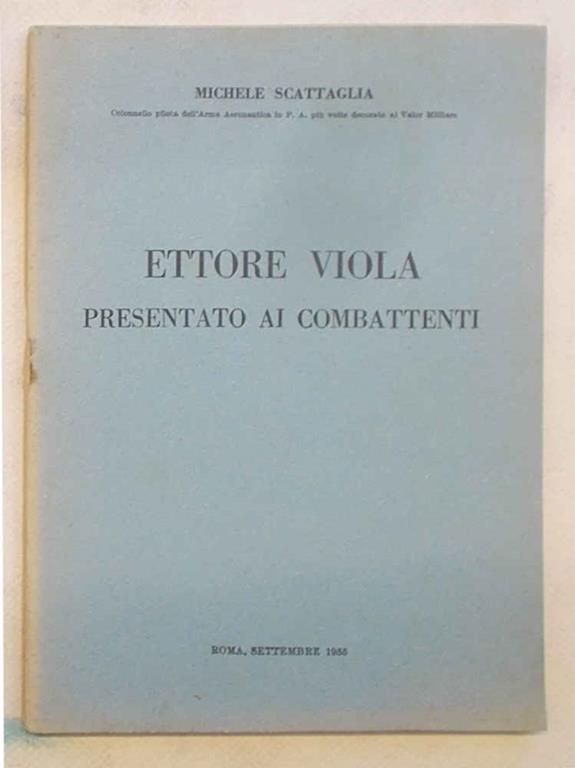 MICHELE SCATTAGLIA
Colonnello pilota dell'Arma Aeronautica in P. A. più volte decorato al Valor Militare
ETTORE VIOLA
PRESENTATO AI COMBATTENTI
ROMA, SETTEMBRE 1955